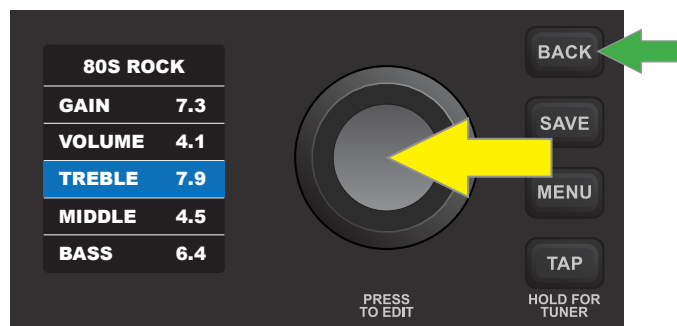 80S ROCK
GAIN 7.3
VOLUME 4.1
TREBLE 7.9
MIDDLE 4.5
BASS 6.4
PRESS
TO EDIT
BACK
SAVE
MENU
TAP
HOLD FOR
TUNER